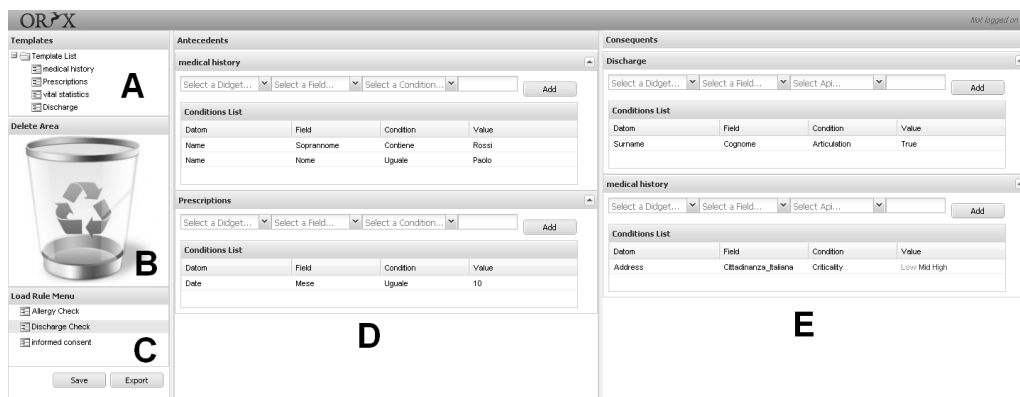 ORYX
Not logged on
Templates
Template List
medical history
Prescriptions
vital statistics
Discharge
A
Delete Area
B
Load Rule Menu
Allergy Check
Discharge Check
informed consent
C
Save Export
Antecedents
medical history
Select a Didget... Select a Field... Select a Condition... Add
Conditions List
Datom Field Condition Value
Name Soprannome Contiene Rossi
Name Nome Uguale Paolo
Prescriptions
Select a Didget... Select a Field... Select a Condition... Add
Conditions List
Datom Field Condition Value
Date Mese Uguale 10
D
Consequents
Discharge
Select a Didget... Select a Field... Select Api... Add
Conditions List
Datom Field Condition Value
Surname Cognome Articulation True
medical history
Select a Didget... Select a Field... Select Api... Add
Conditions List
Datom Field Condition Value
Address Cittadinanza_Italiana Criticality Low Mid High
E